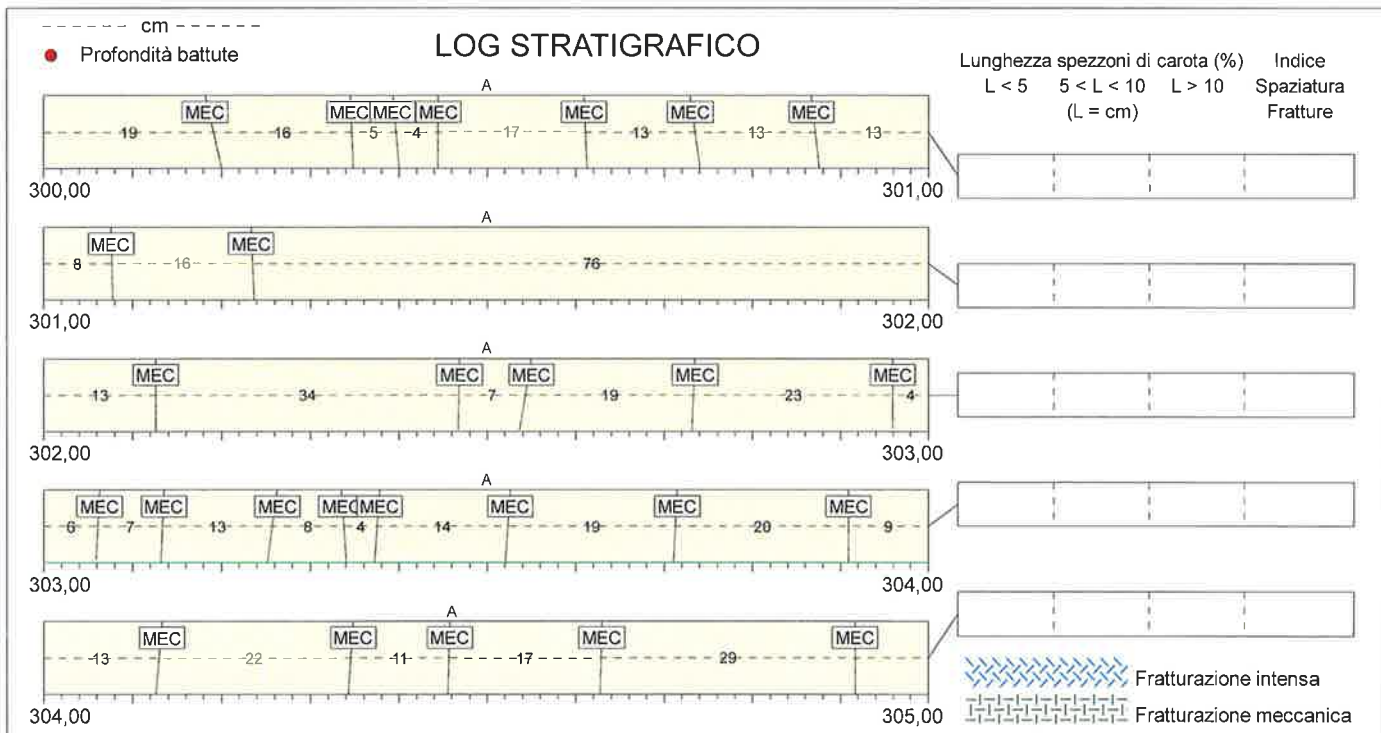 cm
Profondità battute
LOG STRATIGRAFICO
Lunghezza spezzoni di carota (%) Indice
L < 5 5 < L < 10 L > 10 Spaziatura
(L = cm) Fratture
A
MEC MEC MEC MEC MEC MEC MEC
19 16 5 4 17 13 13 13
300,00 301,00
A
MEC MEC
8 16 76
301,00 302,00
A
MEC MEC MEC MEC MEC
13 34 7 19 23 4
302,00 303,00
A
MEC MEC MEC MEC MEC MEC MEC MEC
6 7 13 8 4 14 19 20 9
303,00 304,00
A
MEC MEC MEC MEC MEC
13 22 11 17 29
304,00 305,00
Fratturazione intensa
Fratturazione meccanica